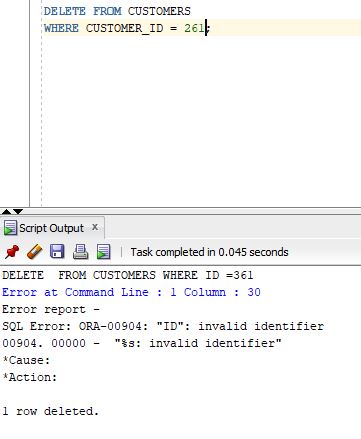 DELETE FROM CUSTOMERS
WHERE CUSTOMER_ID = 261;
Script Output x
Task completed in 0.045 seconds
DELETE  FROM CUSTOMERS WHERE ID =361
Error at Command Line : 1 Column : 30
Error report -
SQL Error: ORA-00904: "ID": invalid identifier
00904. 00000 -  "%s: invalid identifier"
*Cause:
*Action:
1 row deleted.